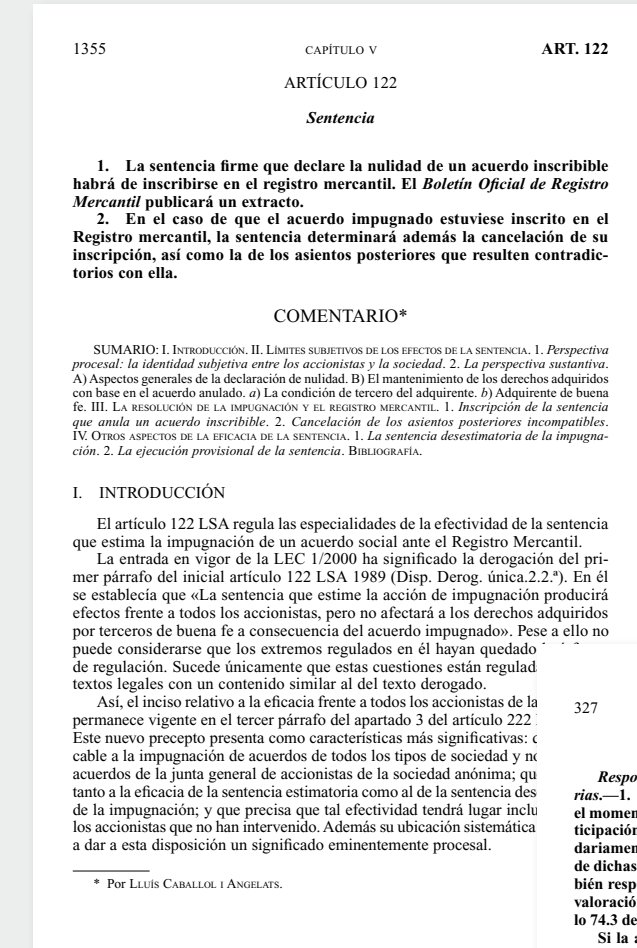 1355 CAPÍTULO V ART. 122
ARTÍCULO 122
Sentencia
1. La sentencia firme que declare la nulidad de un acuerdo inscribible
habrá de inscribirse en el registro mercantil. El Boletín Oficial de Registro
Mercantil publicará un extracto.
2. En el caso de que el acuerdo impugnado estuviese inscrito en el
Registro mercantil, la sentencia determinará además la cancelación de su
inscripción, así como la de los asientos posteriores que resulten contradic-
torios con ella.
COMENTARIO*
SUMARIO: I. INTRODUCCIÓN. II. LÍMITES SUBJETIVOS DE LOS EFECTOS DE LA SENTENCIA. 1. Perspectiva
procesal: la identidad subjetiva entre los accionistas y la sociedad. 2. La perspectiva sustantiva.
A) Aspectos generales de la declaración de nulidad. B) El mantenimiento de los derechos adquiridos
con base en el acuerdo anulado. a) La condición de tercero del adquirente. b) Adquirente de buena
fe. III. LA RESOLUCIÓN DE LA IMPUGNACIÓN Y EL REGISTRO MERCANTIL. 1. Inscripción de la sentencia
que anula un acuerdo inscribible. 2. Cancelación de los asientos posteriores incompatibles.
IV. OTROS ASPECTOS DE LA EFICACIA DE LA SENTENCIA. 1. La sentencia desestimatoria de la impugna-
ción. 2. La ejecución provisional de la sentencia. BIBLIOGRAFÍA.
I. INTRODUCCIÓN
El artículo 122 LSA regula las especialidades de la efectividad de la sentencia
que estima la impugnación de un acuerdo social ante el Registro Mercantil.
La entrada en vigor de la LEC 1/2000 ha significado la derogación del pri-
mer párrafo del inicial artículo 122 LSA 1989 (Disp. Derog. única.2.2.ª). En él
se establecía que «La sentencia que estime la acción de impugnación producirá
efectos frente a todos los accionistas, pero no afectará a los derechos adquiridos
por terceros de buena fe a consecuencia del acuerdo impugnado». Pese a ello no
puede considerarse que los extremos regulados en él hayan quedado
de regulación. Sucede únicamente que estas cuestiones están
textos legales con un contenido similar al del texto derogado.
Así, el inciso relativo a la eficacia frente a todos los accionistas de la
permanece vigente en el tercer párrafo del apartado 3 del artículo 222
Este nuevo precepto presenta como características más significativas:
cable a la impugnación de acuerdos de todos los tipos de sociedad y
acuerdos de la junta general de accionistas de la sociedad anónima;
tanto a la eficacia de la sentencia estimatoria como al de la sentencia
de la impugnación; y que precisa que tal efectividad tendrá lugar
los accionistas que no han intervenido. Además su ubicación sistemática
a dar a esta disposición un significado eminentemente procesal.
* Por LLUÍS CABALLOL I ANGELATS.
327
rias.—1.
el
de dichas
bién
lo 74.3 de
Si la